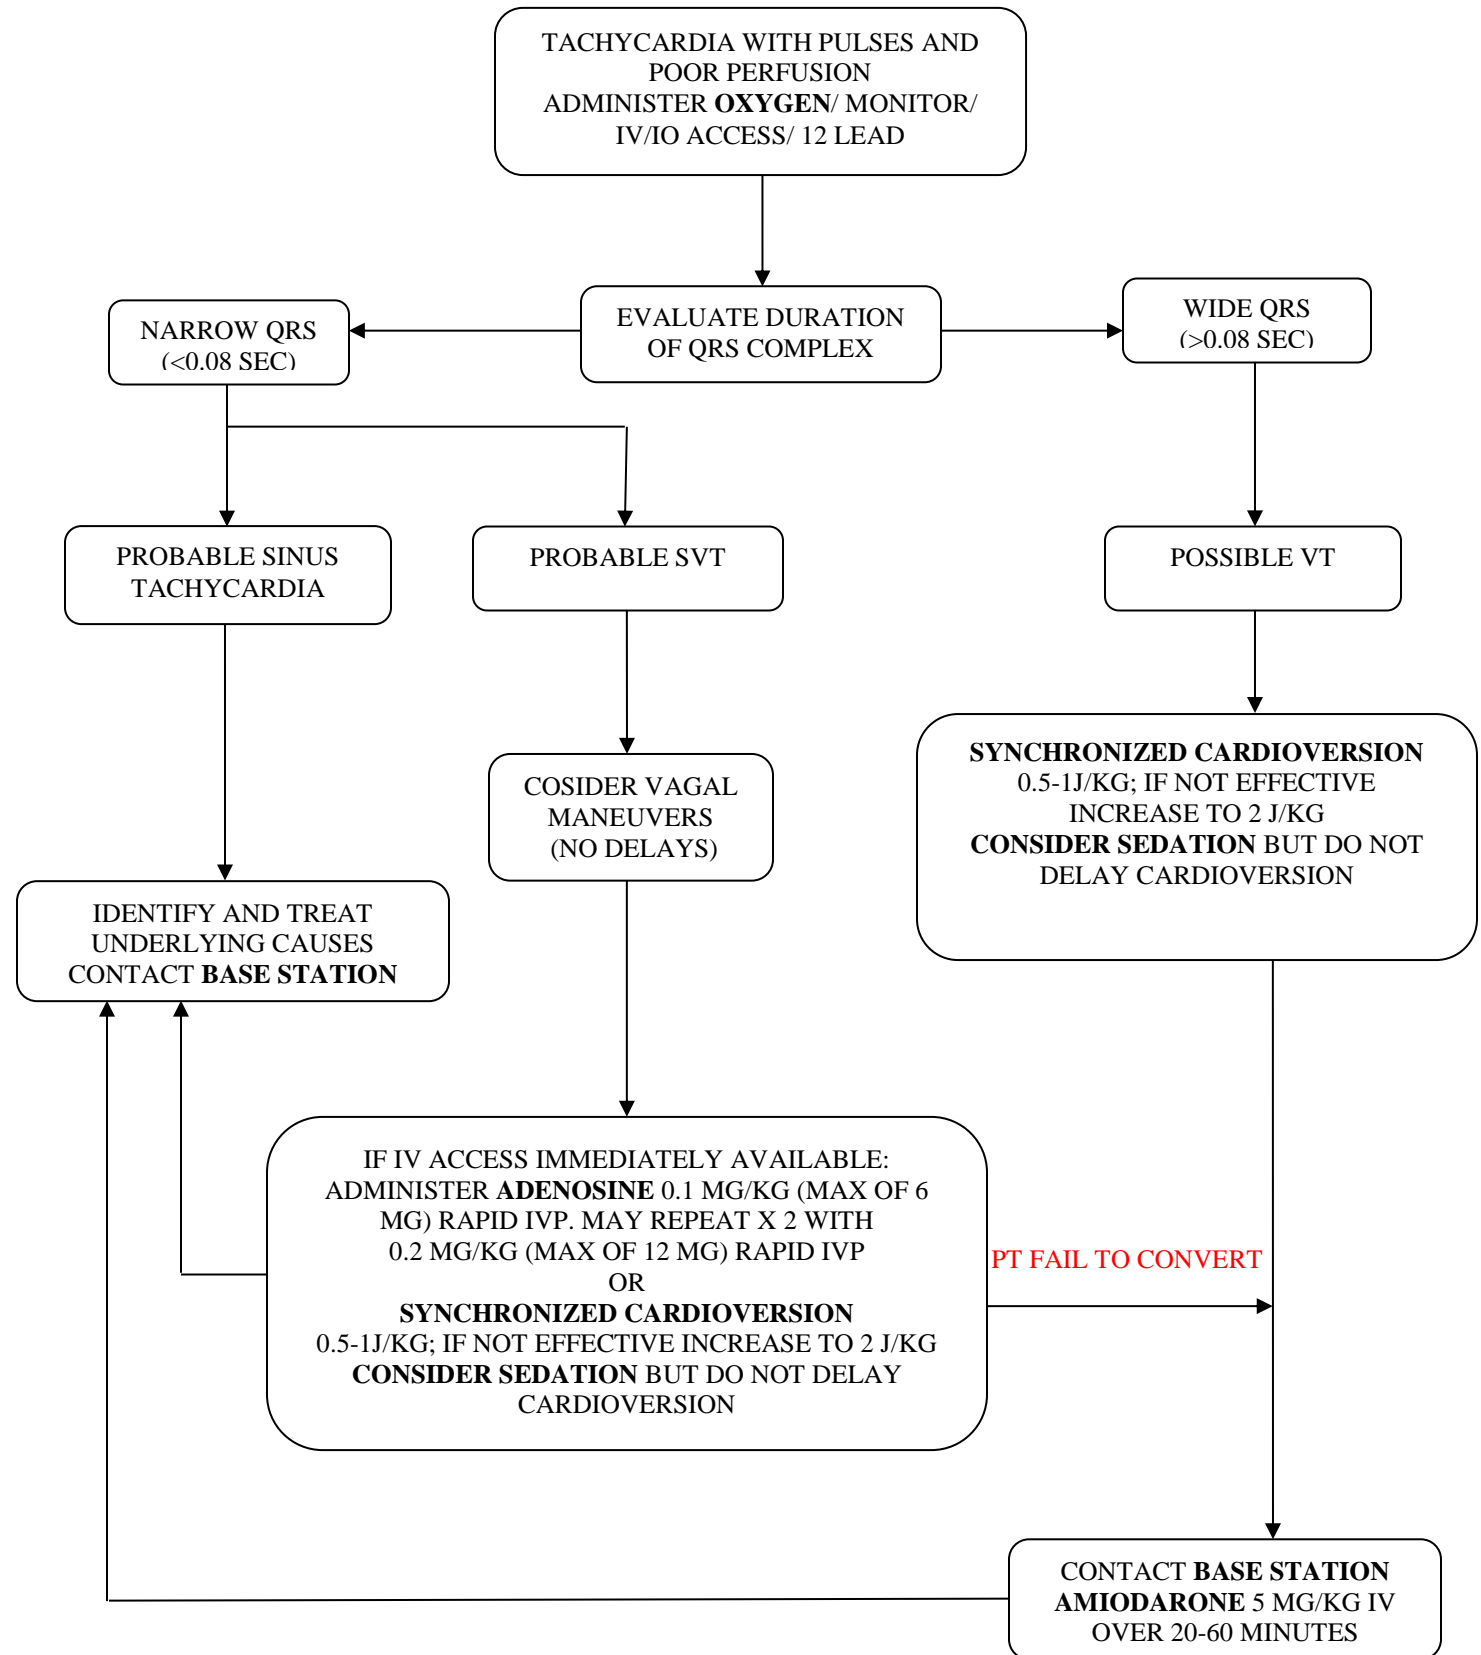 TACHYCARDIA WITH PULSES AND
POOR PERFUSION
ADMINISTER OXYGEN/ MONITOR/
IV/IO ACCESS/ 12 LEAD
EVALUATE DURATION
OF QRS COMPLEX
NARROW QRS
(<0.08 SEC)
WIDE QRS
(>0.08 SEC)
PROBABLE SINUS
TACHYCARDIA
PROBABLE SVT
POSSIBLE VT
COSIDER VAGAL
MANEUVERS
(NO DELAYS)
SYNCHRONIZED CARDIOVERSION
0.5-1J/KG; IF NOT EFFECTIVE
INCREASE TO 2 J/KG
CONSIDER SEDATION BUT DO NOT
DELAY CARDIOVERSION
IDENTIFY AND TREAT
UNDERLYING CAUSES
CONTACT BASE STATION
IF IV ACCESS IMMEDIATELY AVAILABLE:
ADMINISTER ADENOSINE 0.1 MG/KG (MAX OF 6
MG) RAPID IVP. MAY REPEAT X 2 WITH
0.2 MG/KG (MAX OF 12 MG) RAPID IVP
OR
SYNCHRONIZED CARDIOVERSION
0.5-1J/KG; IF NOT EFFECTIVE INCREASE TO 2 J/KG
CONSIDER SEDATION BUT DO NOT DELAY
CARDIOVERSION
PT FAIL TO CONVERT
CONTACT BASE STATION
AMIODARONE 5 MG/KG IV
OVER 20-60 MINUTES